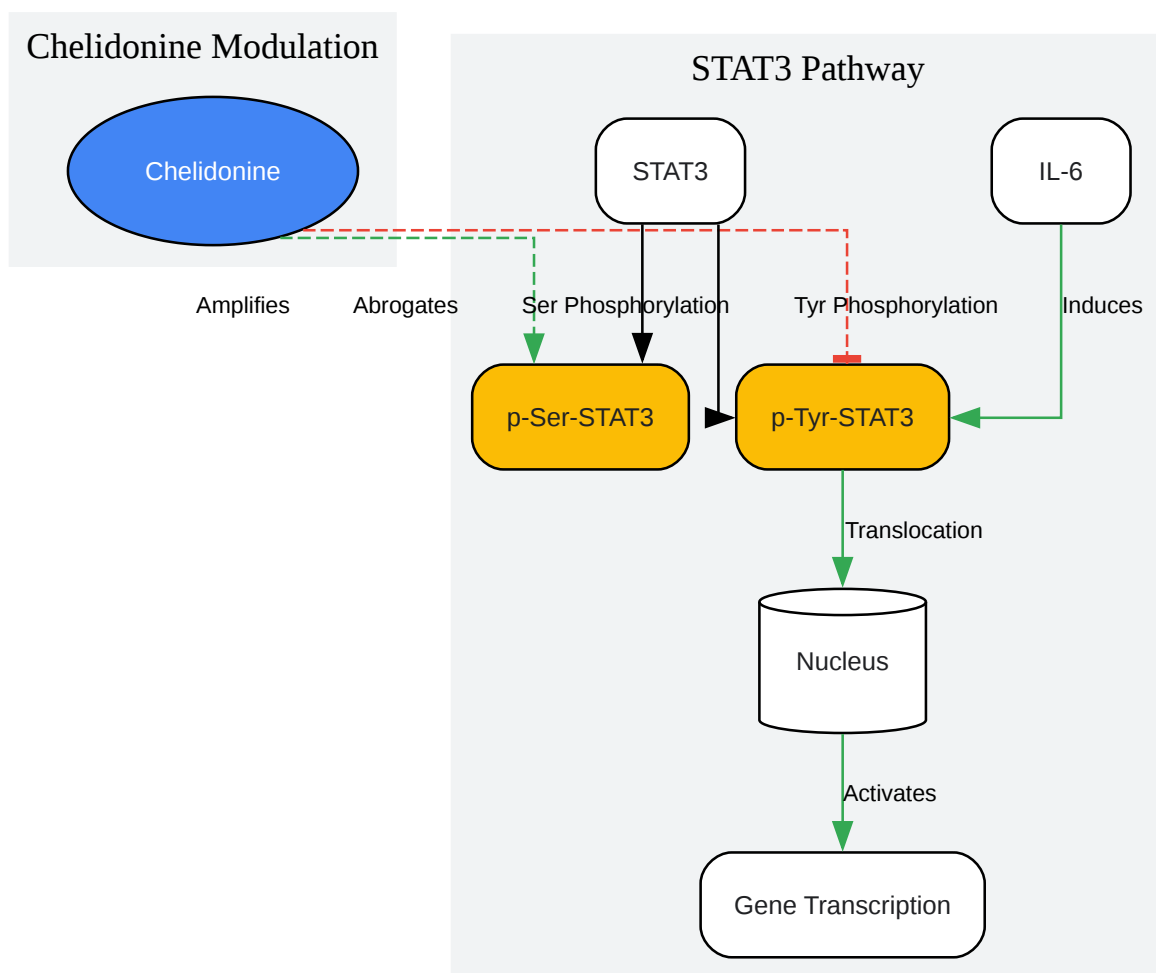 Chelidonine Modulation
STAT3 Pathway
Chelidonine
STAT3
IL-6
Amplifies
Abrogates
Ser Phosphorylation
Tyr Phosphorylation
Induces
p-Ser-STAT3
p-Tyr-STAT3
Translocation
Nucleus
Activates
Gene Transcription